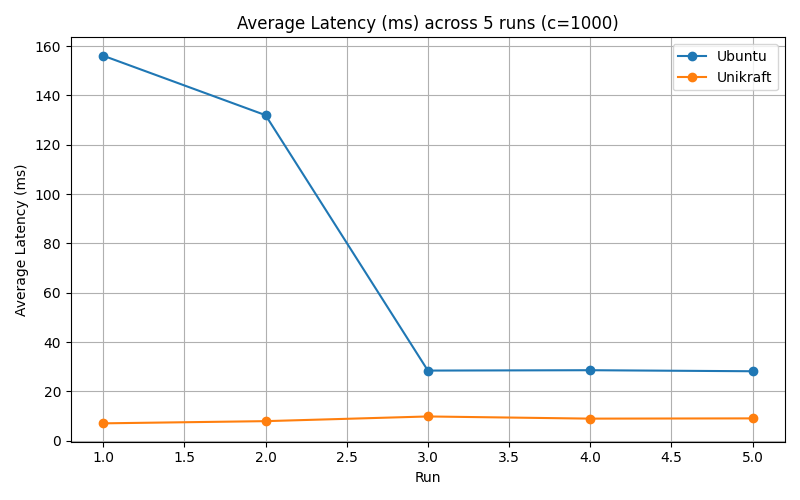 Average Latency (ms) across 5 runs (c=1000)
Ubuntu
Unikraft
Average Latency (ms)
160
140
120
100
80
60
40
20
0
1.0 1.5 2.0 2.5 3.0 3.5 4.0 4.5 5.0
Run